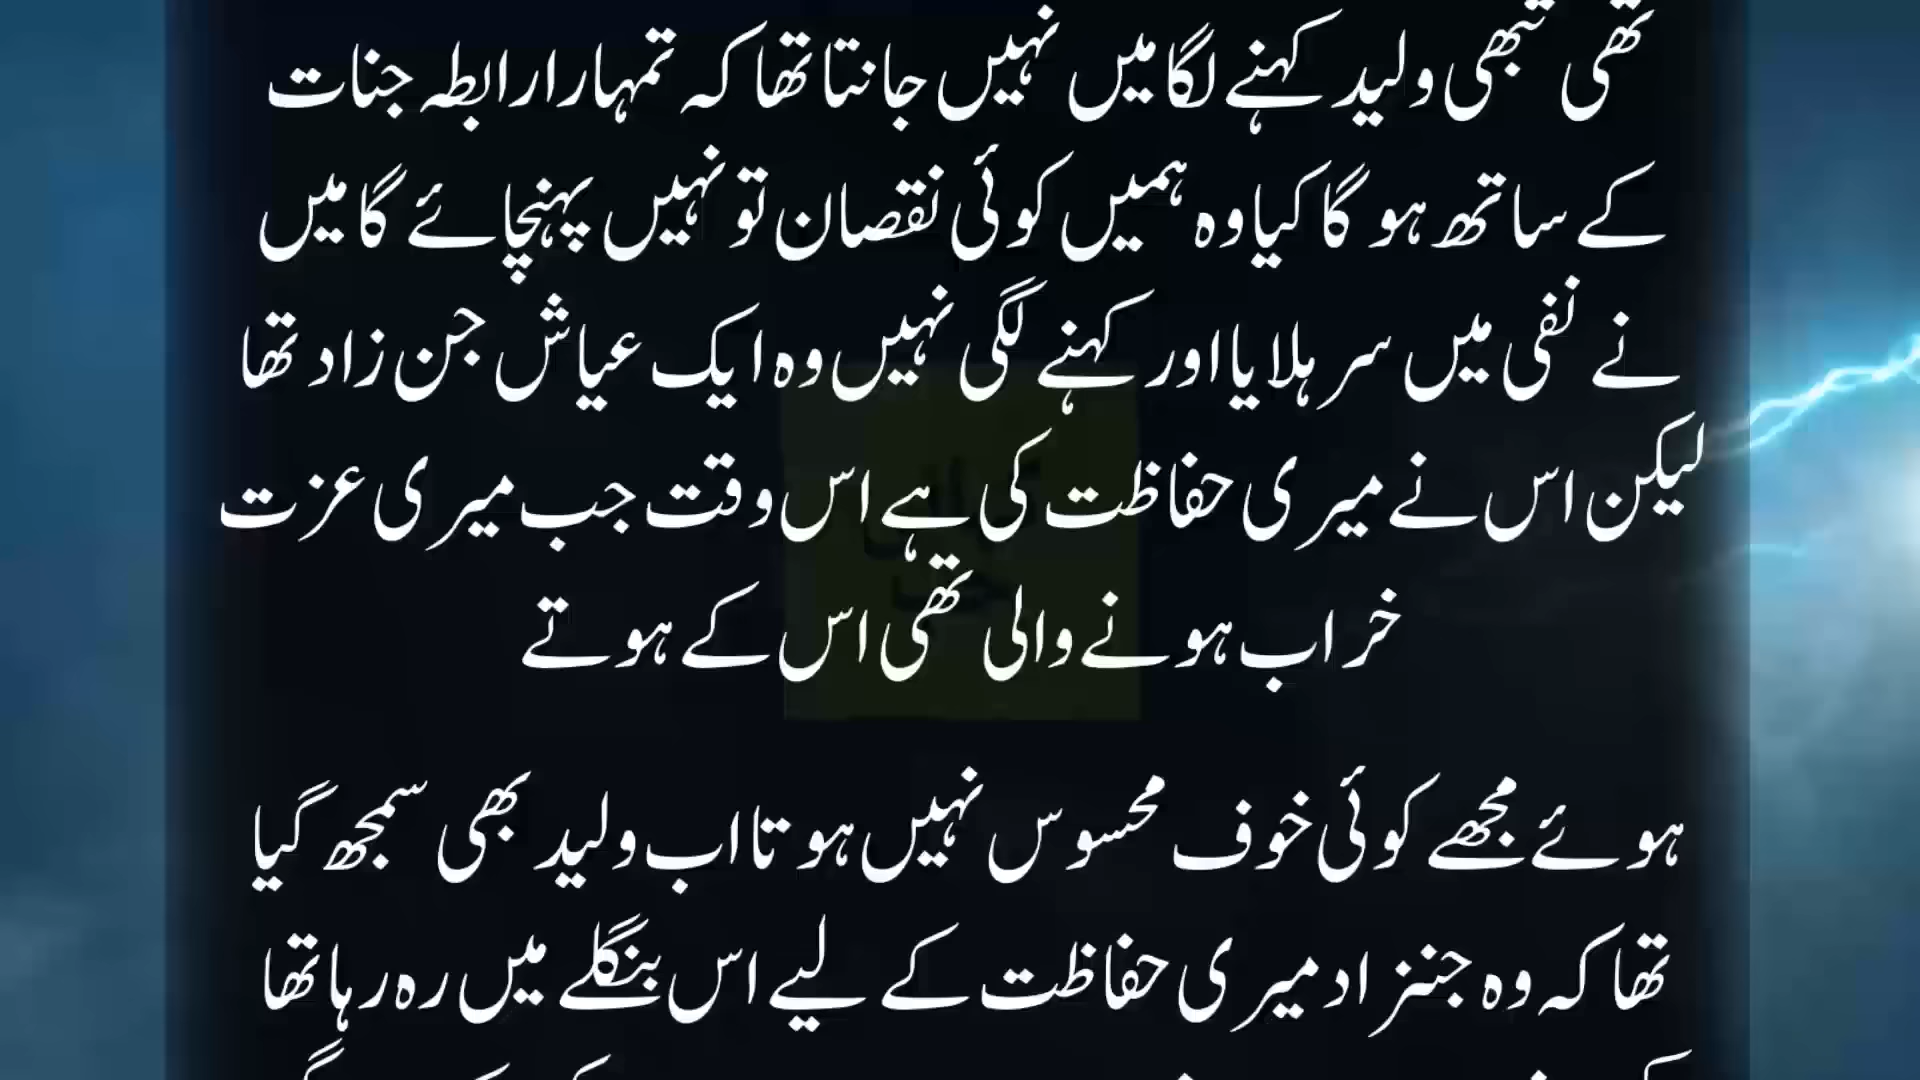 تھی تبھی ولید کہنے لگا میں نہیں جانتا تھا کہ تمہارا رابطہ جنات
کے ساتھ ہو گا کیا وہ ہمیں کوئی نقصان تو نہیں پہنچائے گا میں
نے نفی میں سر ہلایا اور کہنے لگی نہیں وہ ایک عیاش جن زاد تھا
لیکن اس نے میری حفاظت کی ہے اس وقت جب میری عزت
خراب ہونے والی تھی اس کے ہوتے
ہوئے مجھے کوئی خوف محسوس نہیں ہوتا اب ولید بھی سمجھ گیا
تھا کہ وہ جنزاد میری حفاظت کے لیے اس بنگلے میں رہ رہا تھا